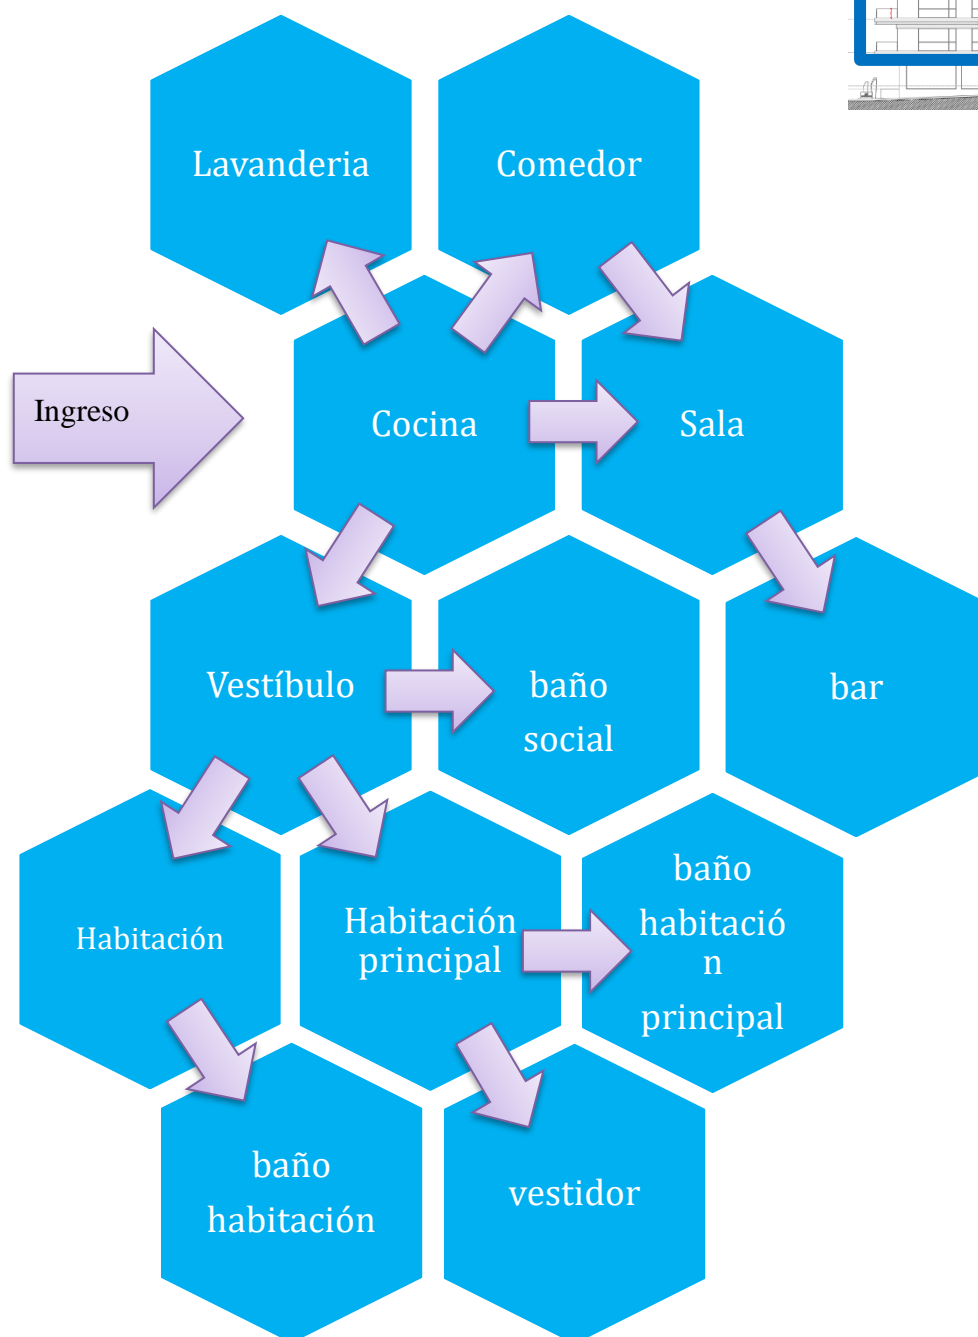 Lavanderia
Comedor
Ingreso
Cocina
Sala
Vestíbulo
baño
social
bar
Habitación
Habitación
principal
baño
habitació
n
principal
baño
habitación
vestidor